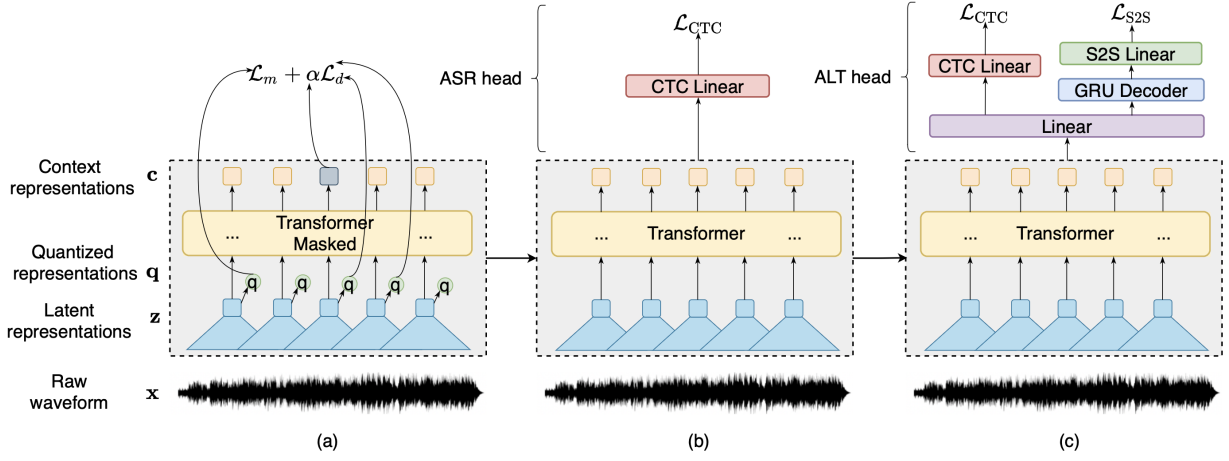 ℒ_CTC
ℒ_CTC ℒ_S2S
ℒ_m + αℒ_d
ASR head
CTC Linear
ALT head
CTC Linear
S2S Linear
GRU Decoder
Linear
Context
representations
c
Transformer
Masked
... ...
... Transformer ...
... Transformer ...
Quantized
representations
q
q q q q q
Latent
representations
z
Raw
waveform
x
(a) (b) (c)